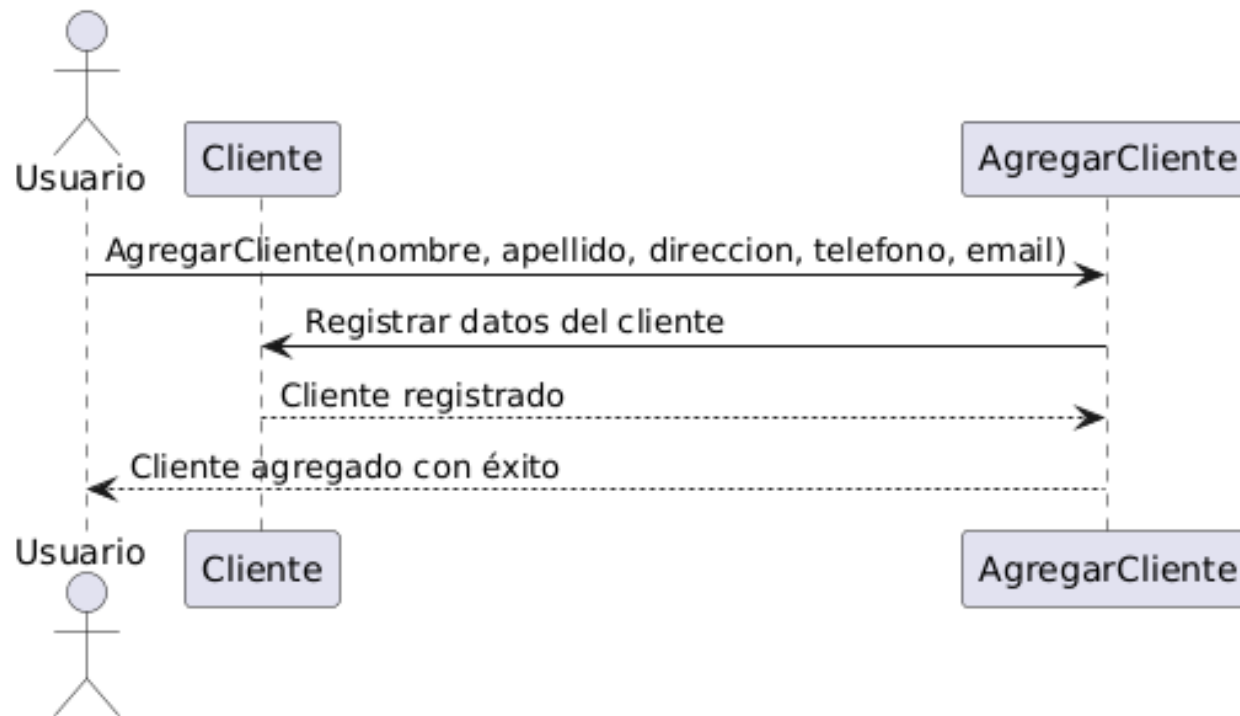 Usuario
Cliente
AgregarCliente
AgregarCliente(nombre, apellido, direccion, telefono, email)
Registrar datos del cliente
Cliente registrado
Cliente agregado con éxito
Usuario
Cliente
AgregarCliente